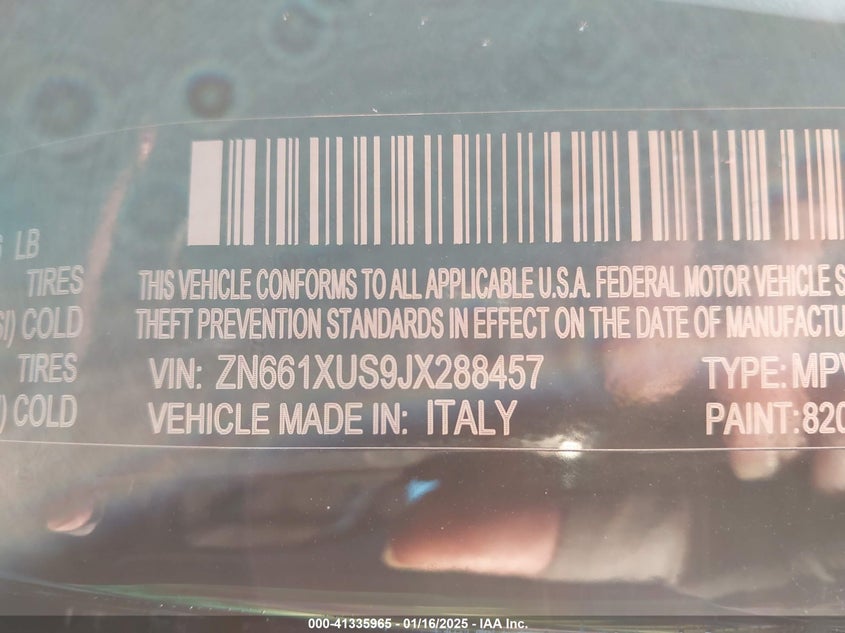 LB
TIRES
THIS VEHICLE CONFORMS TO ALL APPLICABLE U.S.A. FEDERAL MOTOR VEHICLE S
COLD
THEFT PREVENTION STANDARDS IN EFFECT ON THE DATE OF MANUFACTU
TIRES
VIN: ZN661XUS9JX288457 TYPE: MPV
COLD
VEHICLE MADE IN: ITALY PAINT: 820
000-41335965 - 01/16/2025 - IAA Inc.